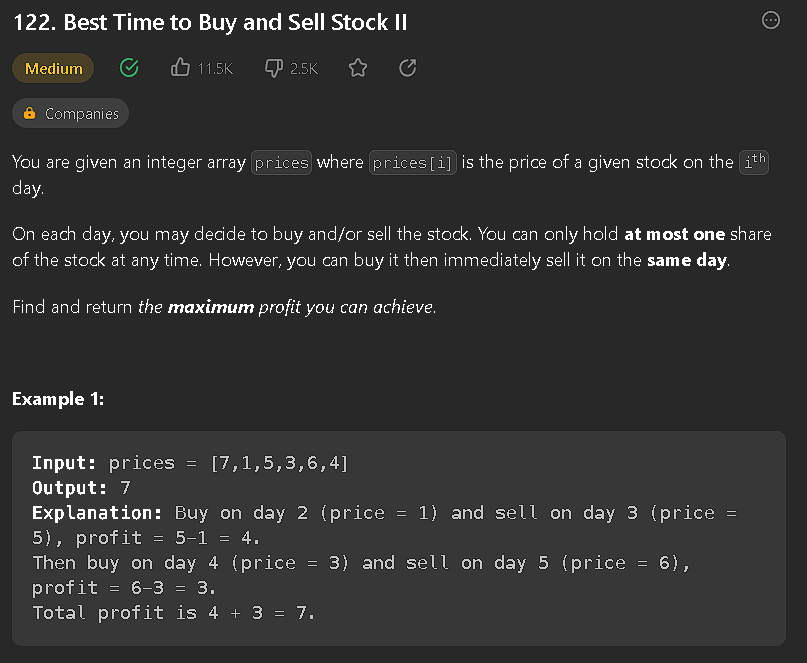 122. Best Time to Buy and Sell Stock II
Medium 11.5K 2.5K
Companies
You are given an integer array prices where prices[i] is the price of a given stock on the ith
day.
On each day, you may decide to buy and/or sell the stock. You can only hold at most one share
of the stock at any time. However, you can buy it then immediately sell it on the same day.
Find and return the maximum profit you can achieve.
Example 1:
Input: prices = [7,1,5,3,6,4]
Output: 7
Explanation: Buy on day 2 (price = 1) and sell on day 3 (price =
5), profit = 5-1 = 4.
Then buy on day 4 (price = 3) and sell on day 5 (price = 6),
profit = 6-3 = 3.
Total profit is 4 + 3 = 7.